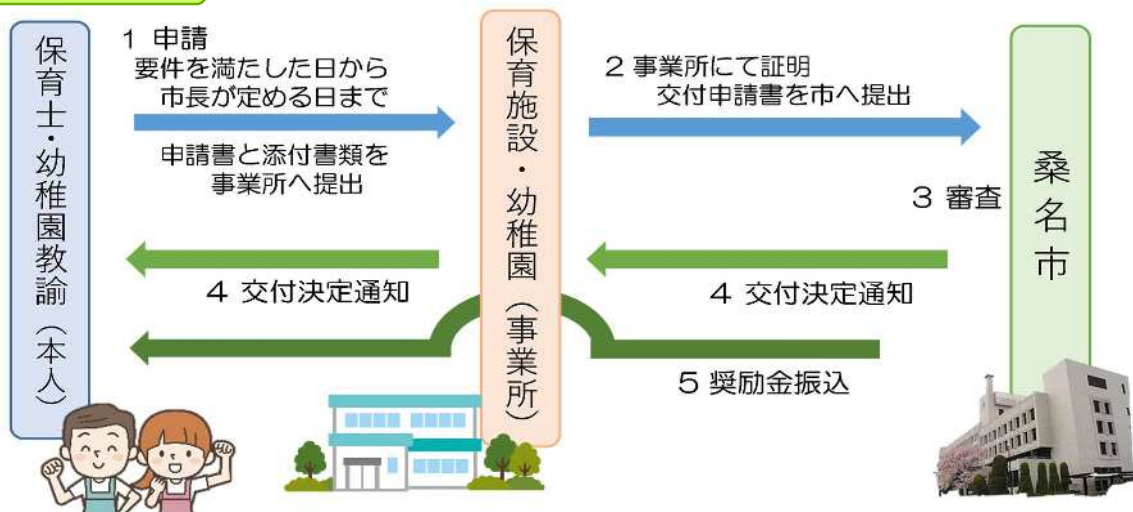 保育士・幼稚園教諭（本人）
1 申請
要件を満たした日から
市長が定める日まで
申請書と添付書類を
事業所へ提出
保育施設・幼稚園（事業所）
2 事業所にて証明
交付申請書を市へ提出
3 審査
桑名市
4 交付決定通知
4 交付決定通知
5 奨励金振込